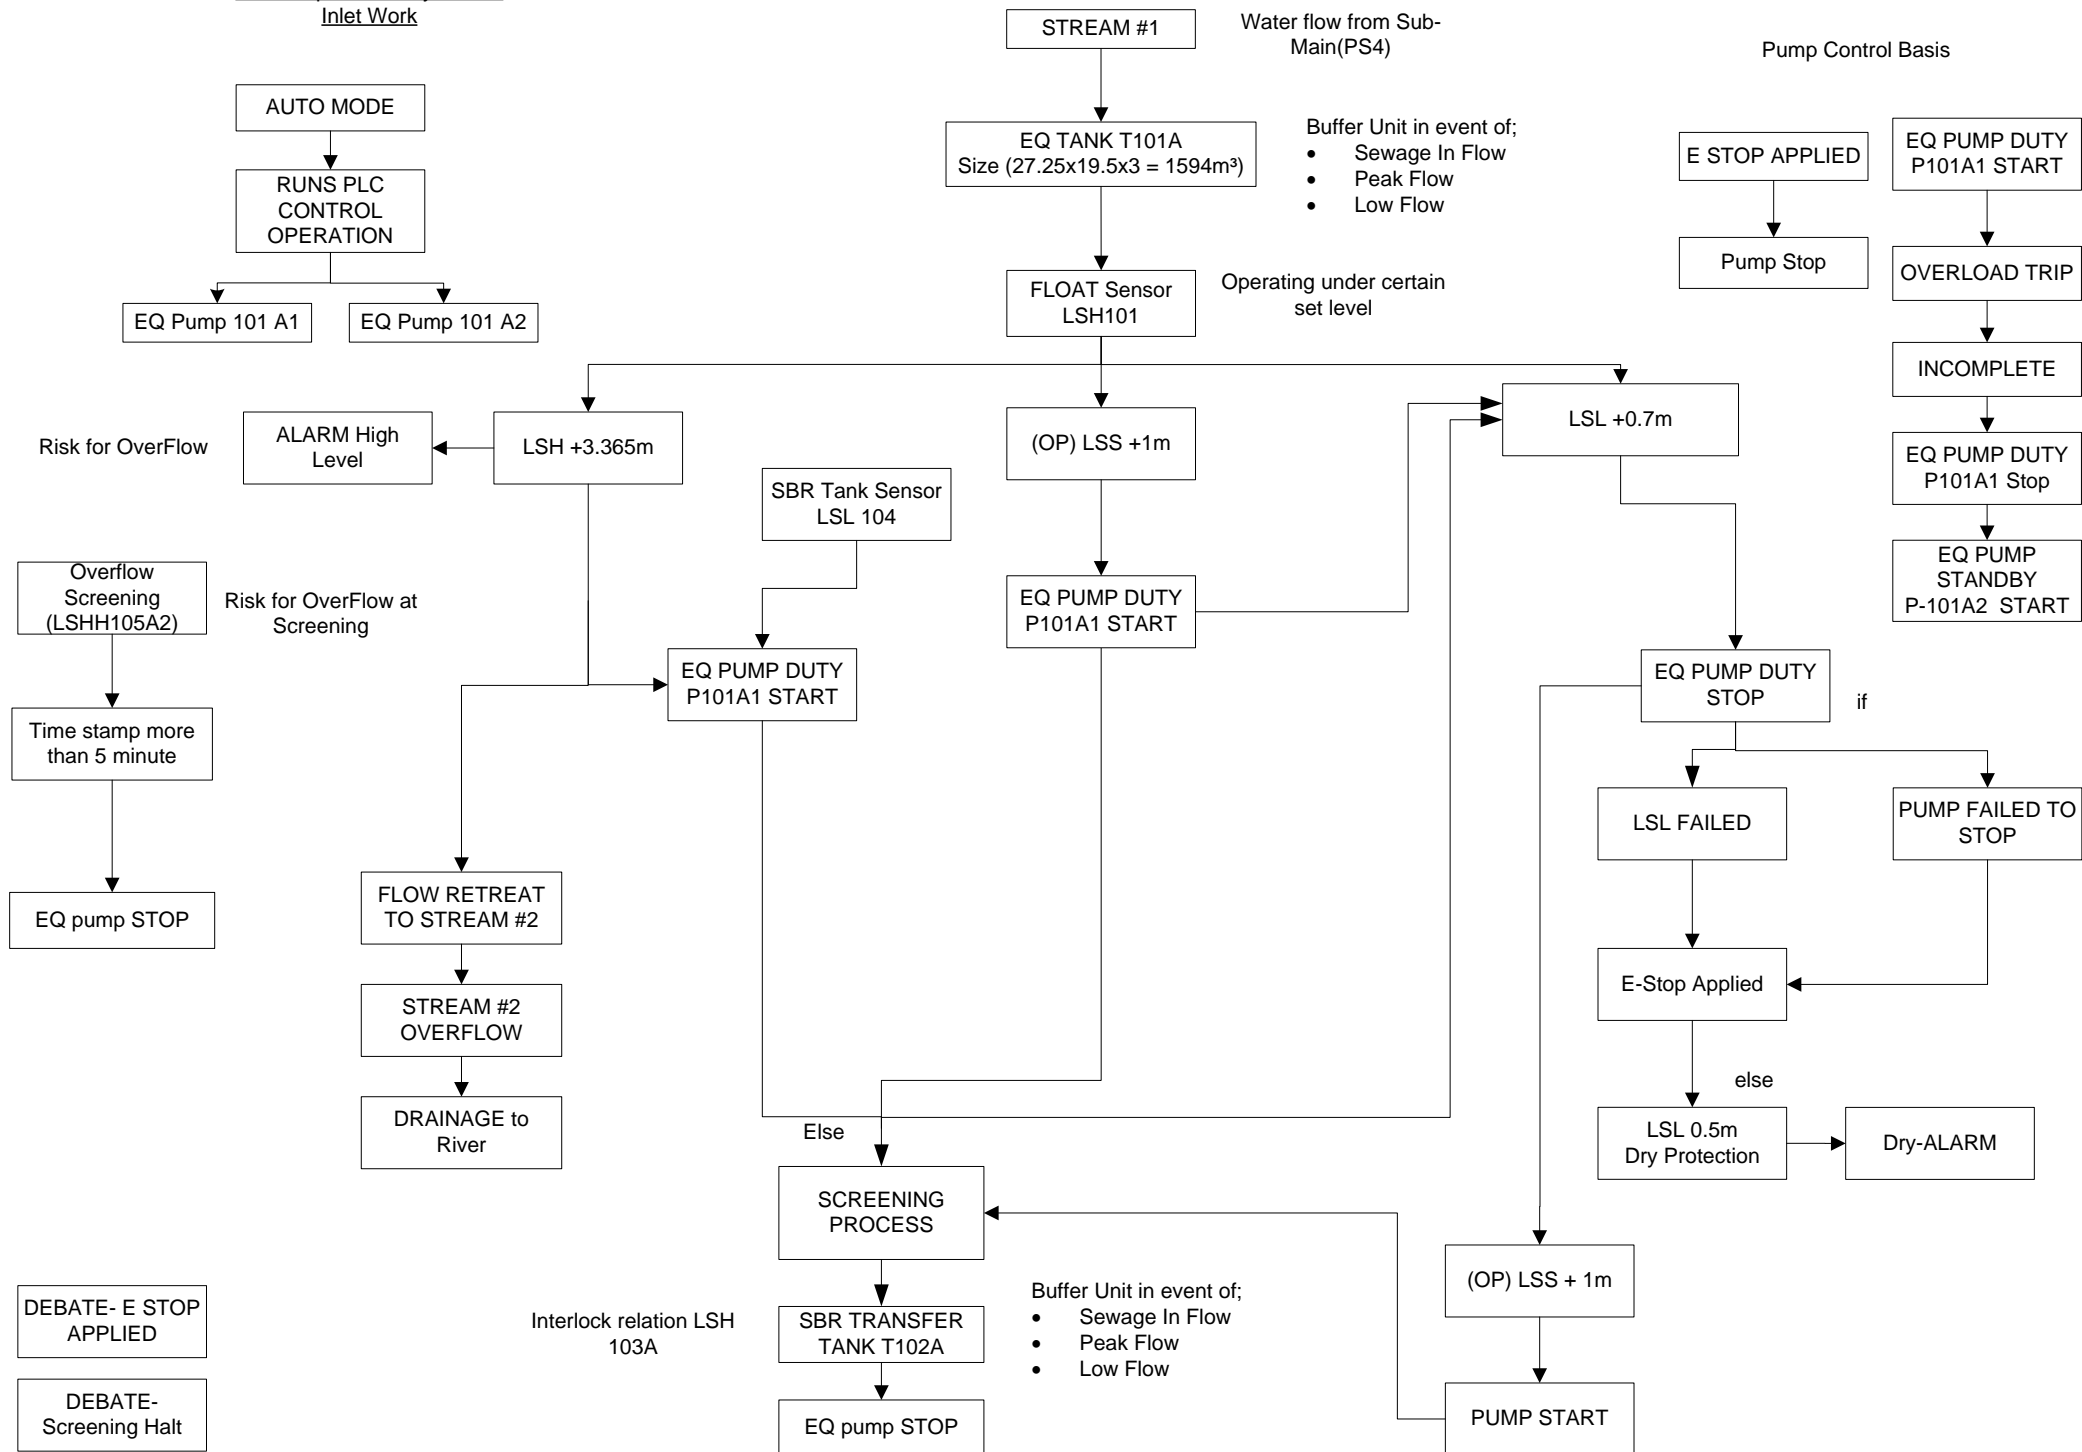 Inlet Work
AUTO MODE
RUNS PLC
CONTROL
OPERATION
EQ Pump 101 A1
EQ Pump 101 A2
STREAM #1
Water flow from Sub-
Main(PS4)
EQ TANK T101A
Size (27.25x19.5x3 = 1594m³)
Buffer Unit in event of;
• Sewage In Flow
• Peak Flow
• Low Flow
FLOAT Sensor
LSH101
Operating under certain
set level
Pump Control Basis
E STOP APPLIED
Pump Stop
EQ PUMP DUTY
P101A1 START
OVERLOAD TRIP
INCOMPLETE
EQ PUMP DUTY
P101A1 Stop
EQ PUMP
STANDBY
P-101A2 START
Risk for OverFlow
ALARM High
Level
LSH +3.365m
(OP) LSS +1m
LSL +0.7m
SBR Tank Sensor
LSL 104
Overflow
Screening
(LSHH105A2)
Risk for OverFlow at
Screening
Time stamp more
than 5 minute
EQ pump STOP
EQ PUMP DUTY
P101A1 START
EQ PUMP DUTY
P101A1 START
EQ PUMP DUTY
STOP
if
LSL FAILED
PUMP FAILED TO
STOP
E-Stop Applied
else
LSL 0.5m
Dry Protection
Dry-ALARM
FLOW RETREAT
TO STREAM #2
STREAM #2
OVERFLOW
DRAINAGE to
River
Else
SCREENING
PROCESS
Interlock relation LSH
103A
SBR TRANSFER
TANK T102A
Buffer Unit in event of;
• Sewage In Flow
• Peak Flow
• Low Flow
EQ pump STOP
(OP) LSS + 1m
PUMP START
DEBATE- E STOP
APPLIED
DEBATE-
Screening Halt